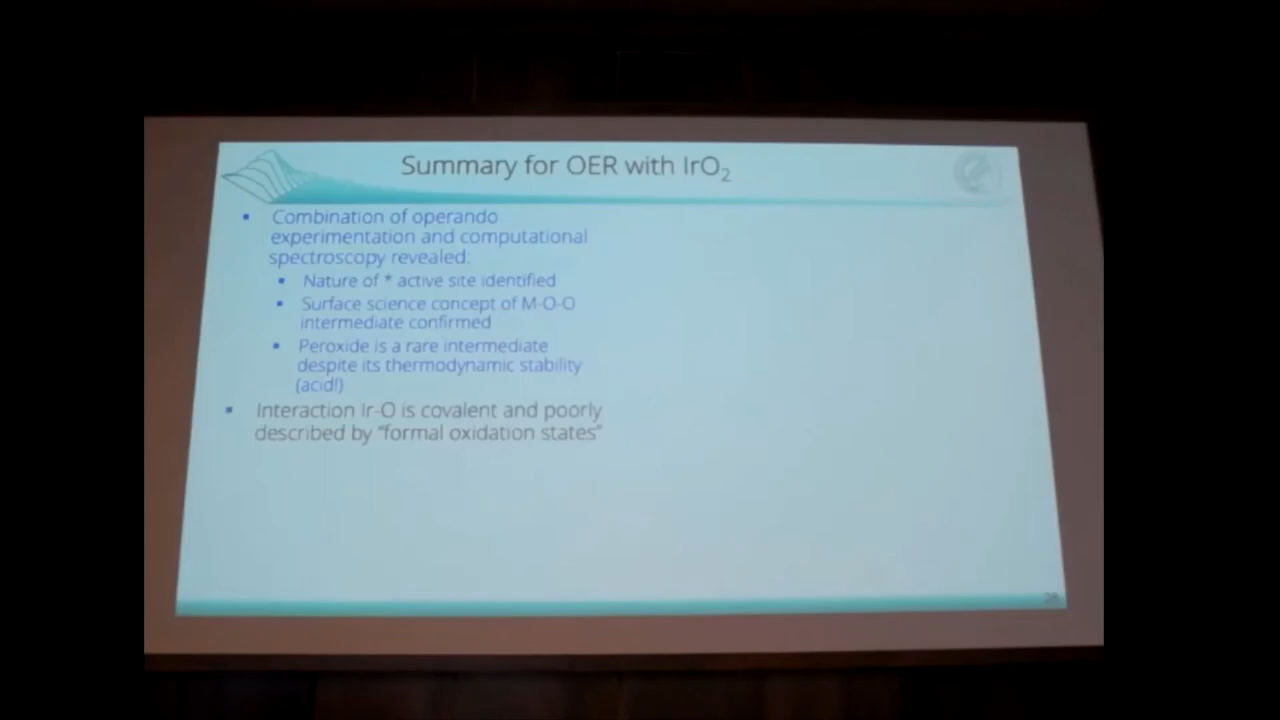 Summary for OER with IrO₂
▪ Combination of operando
experimentation and computational
spectroscopy revealed:
▪ Nature of * active site identified
▪ Surface science concept of M-O-O
intermediate confirmed
▪ Peroxide is a rare intermediate
despite its thermodynamic stability
(acid!)
▪ Interaction Ir-O is covalent and poorly
described by "formal oxidation states"